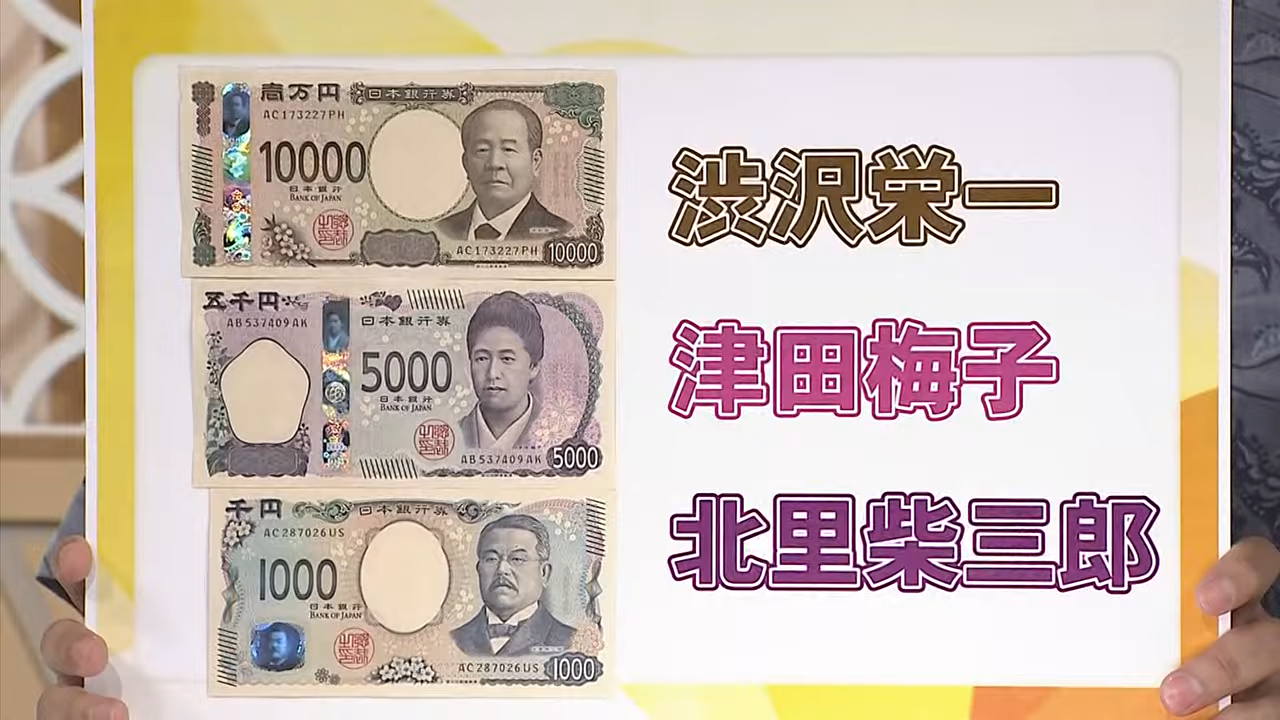 壱万円
日本銀行券
AC173227PH
10000
日本銀行
BANK OF JAPAN
AC173227PH
10000
渋沢栄一
五千円
AB537409AK
日本銀行券
5000
日本銀行
BANK OF JAPAN
AB537409AK
5000
津田梅子
千円
日本銀行券
AC287026US
1000
日本銀行
BANK OF JAPAN
AC287026US
1000
北里柴三郎